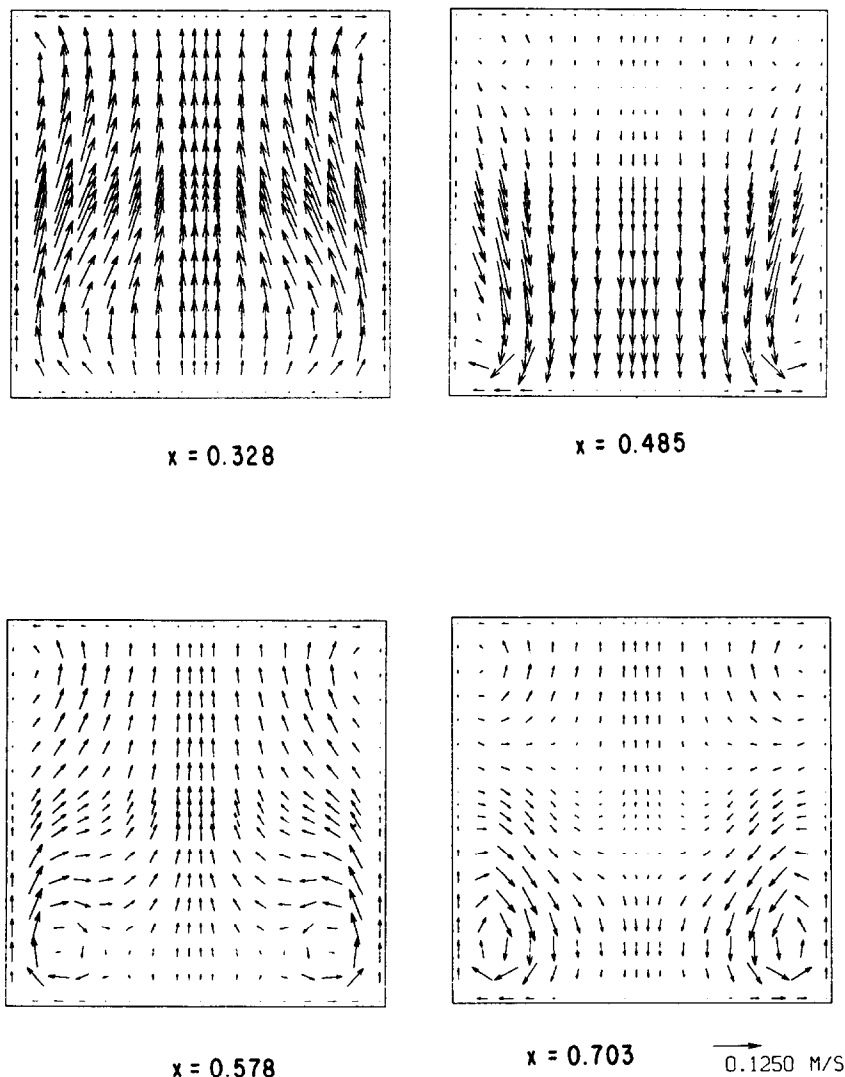 x = 0.328
x = 0.485
x = 0.578
x = 0.703
0.1250 M/S